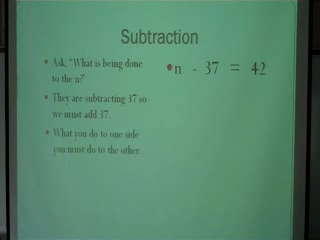 Subtraction
• Ask, "What is being done
to the n?"
• They are subtracting 37 so
we must add 37.
• What you do to one side
you must do to the other.
• n - 37 = 42